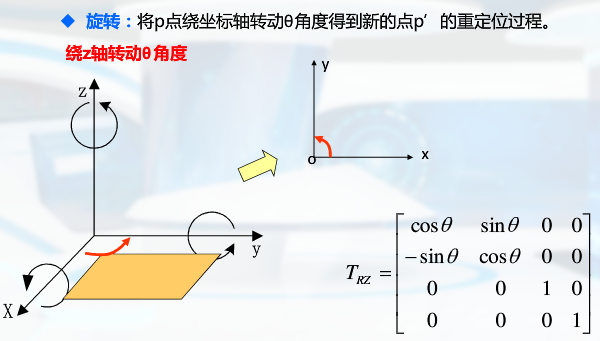 ◆ 旋转：将p点绕坐标轴转动θ角度得到新的点p′的重定位过程。
绕z轴转动θ角度
z
y
X
y
o
x
T_{RZ} = \begin{bmatrix} \cos\theta & \sin\theta & 0 & 0 \\ -\sin\theta & \cos\theta & 0 & 0 \\ 0 & 0 & 1 & 0 \\ 0 & 0 & 0 & 1 \end{bmatrix}